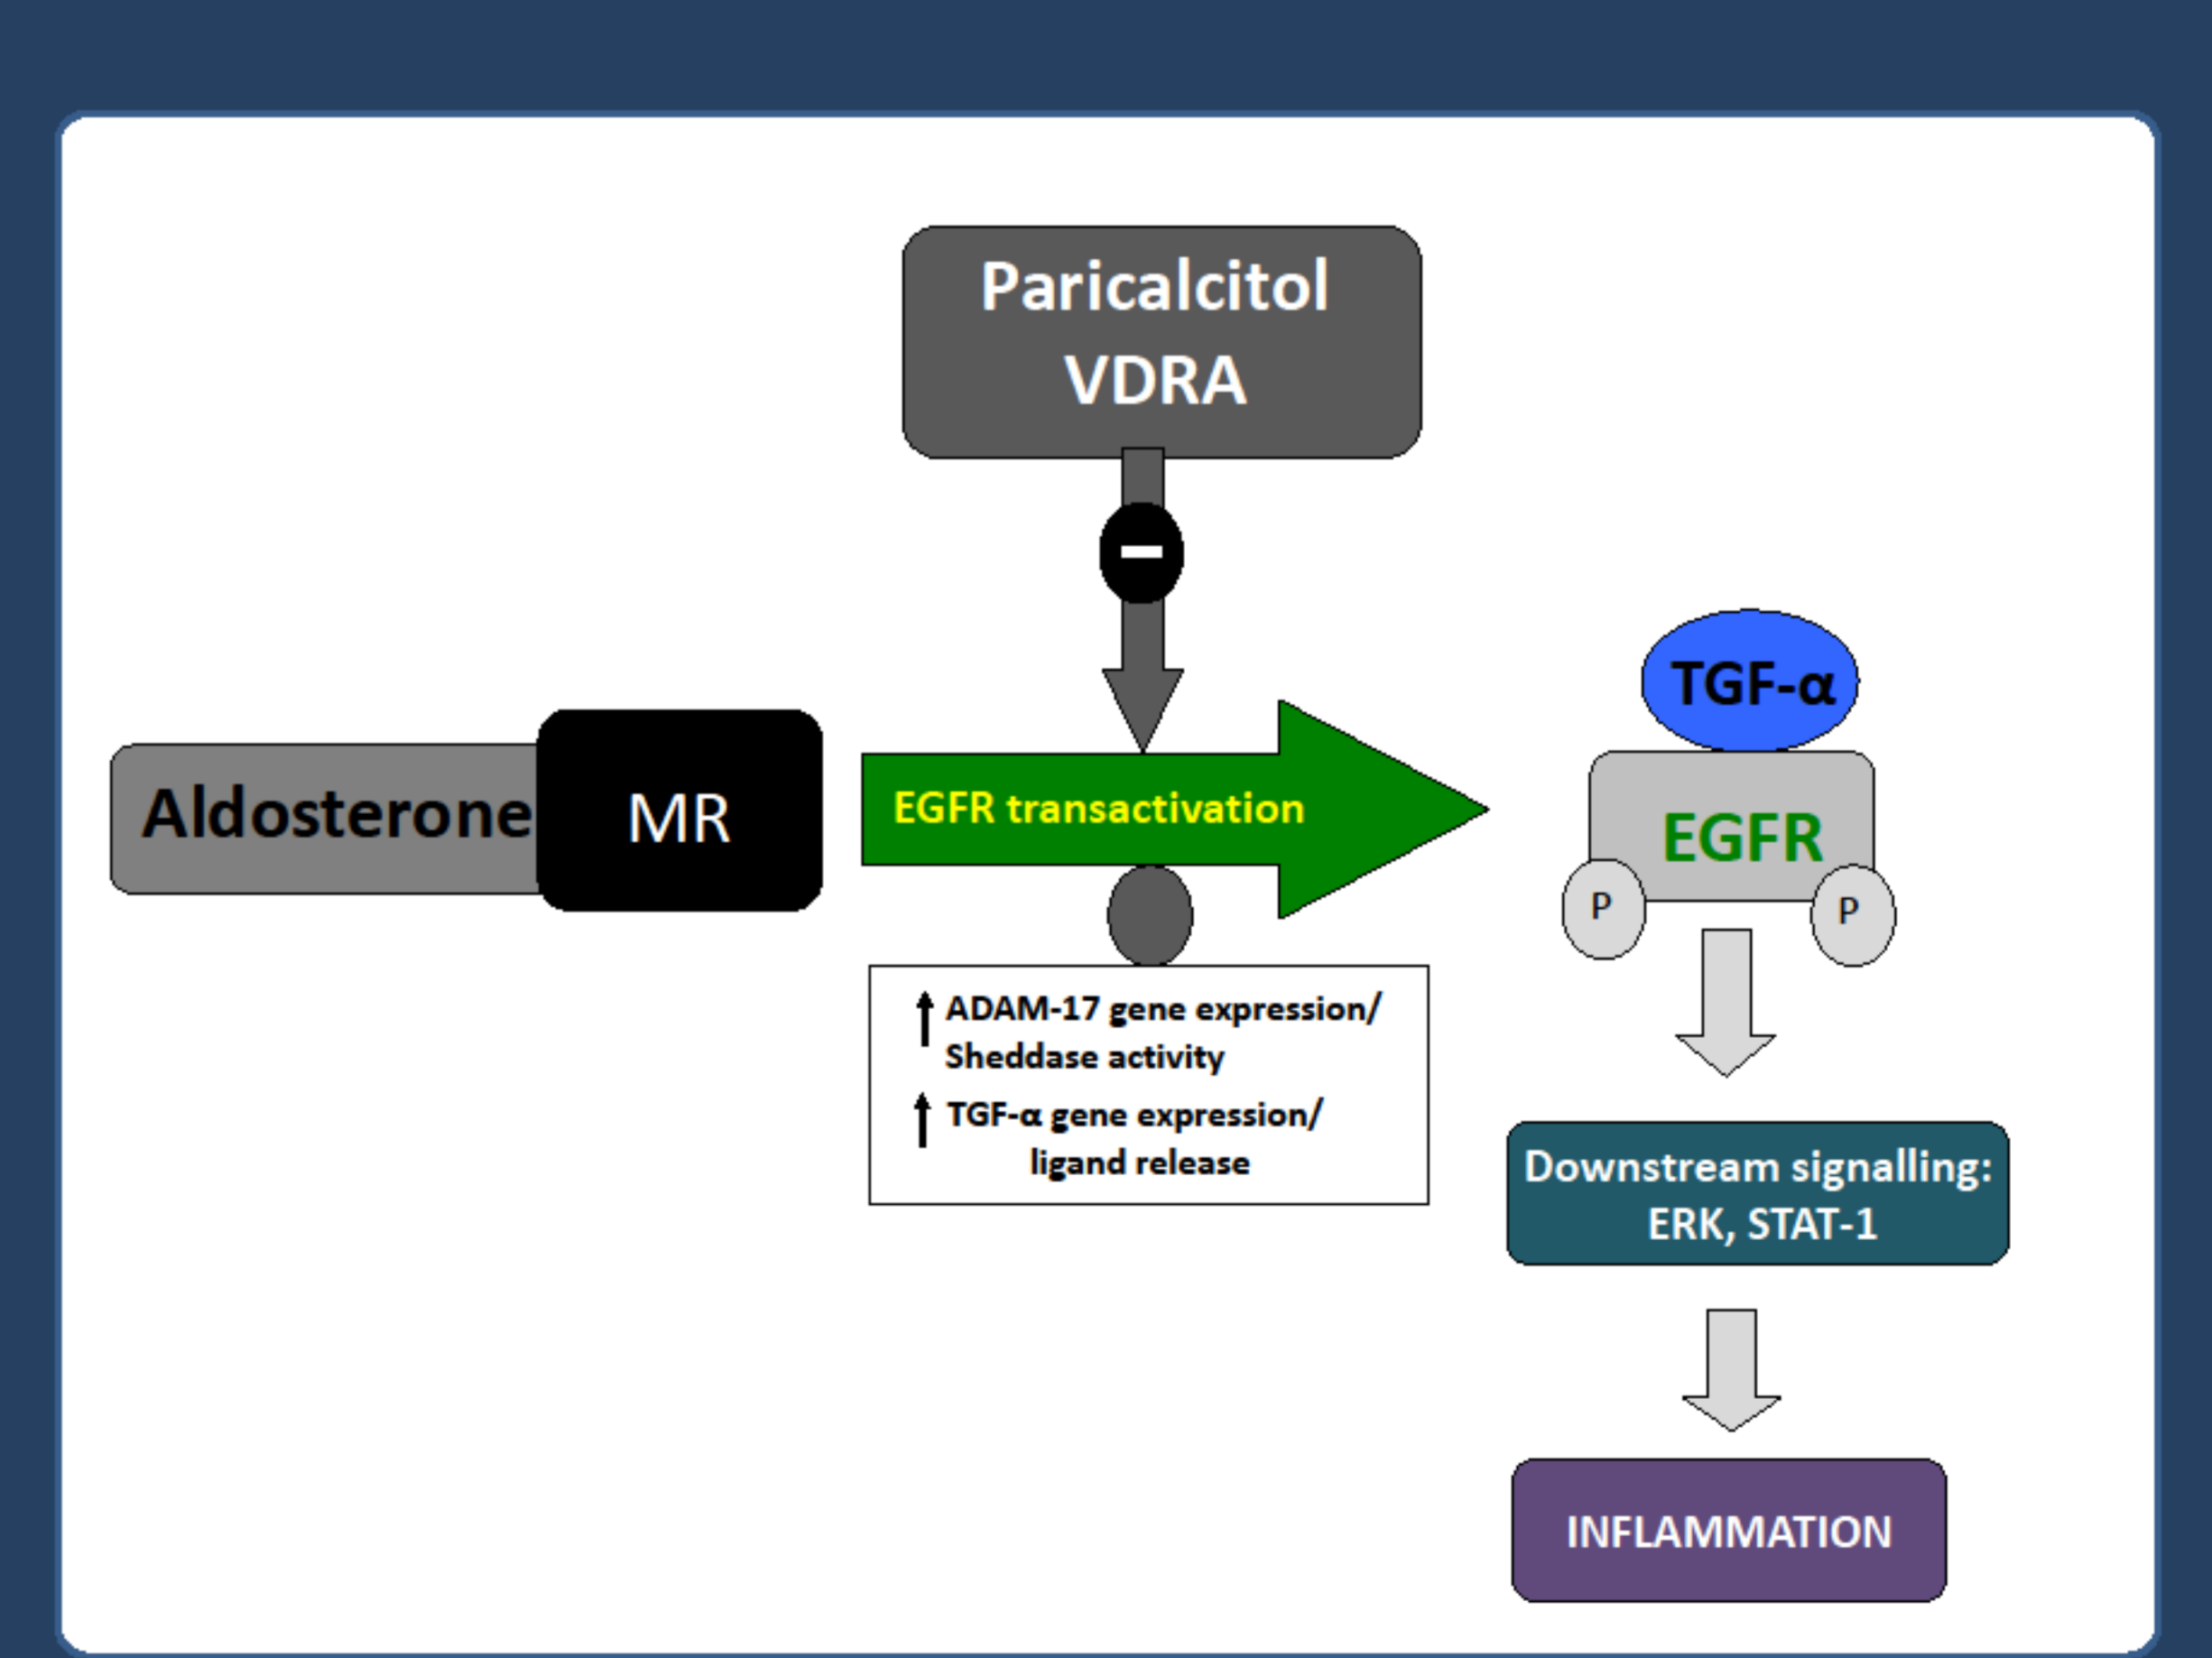 Paricalcitol
VDRA
TGF-α
Aldosterone
MR
EGFR transactivation
EGFR
P
P
ADAM-17 gene expression/
Sheddase activity
TGF-α gene expression/
ligand release
Downstream signalling:
ERK, STAT-1
INFLAMMATION